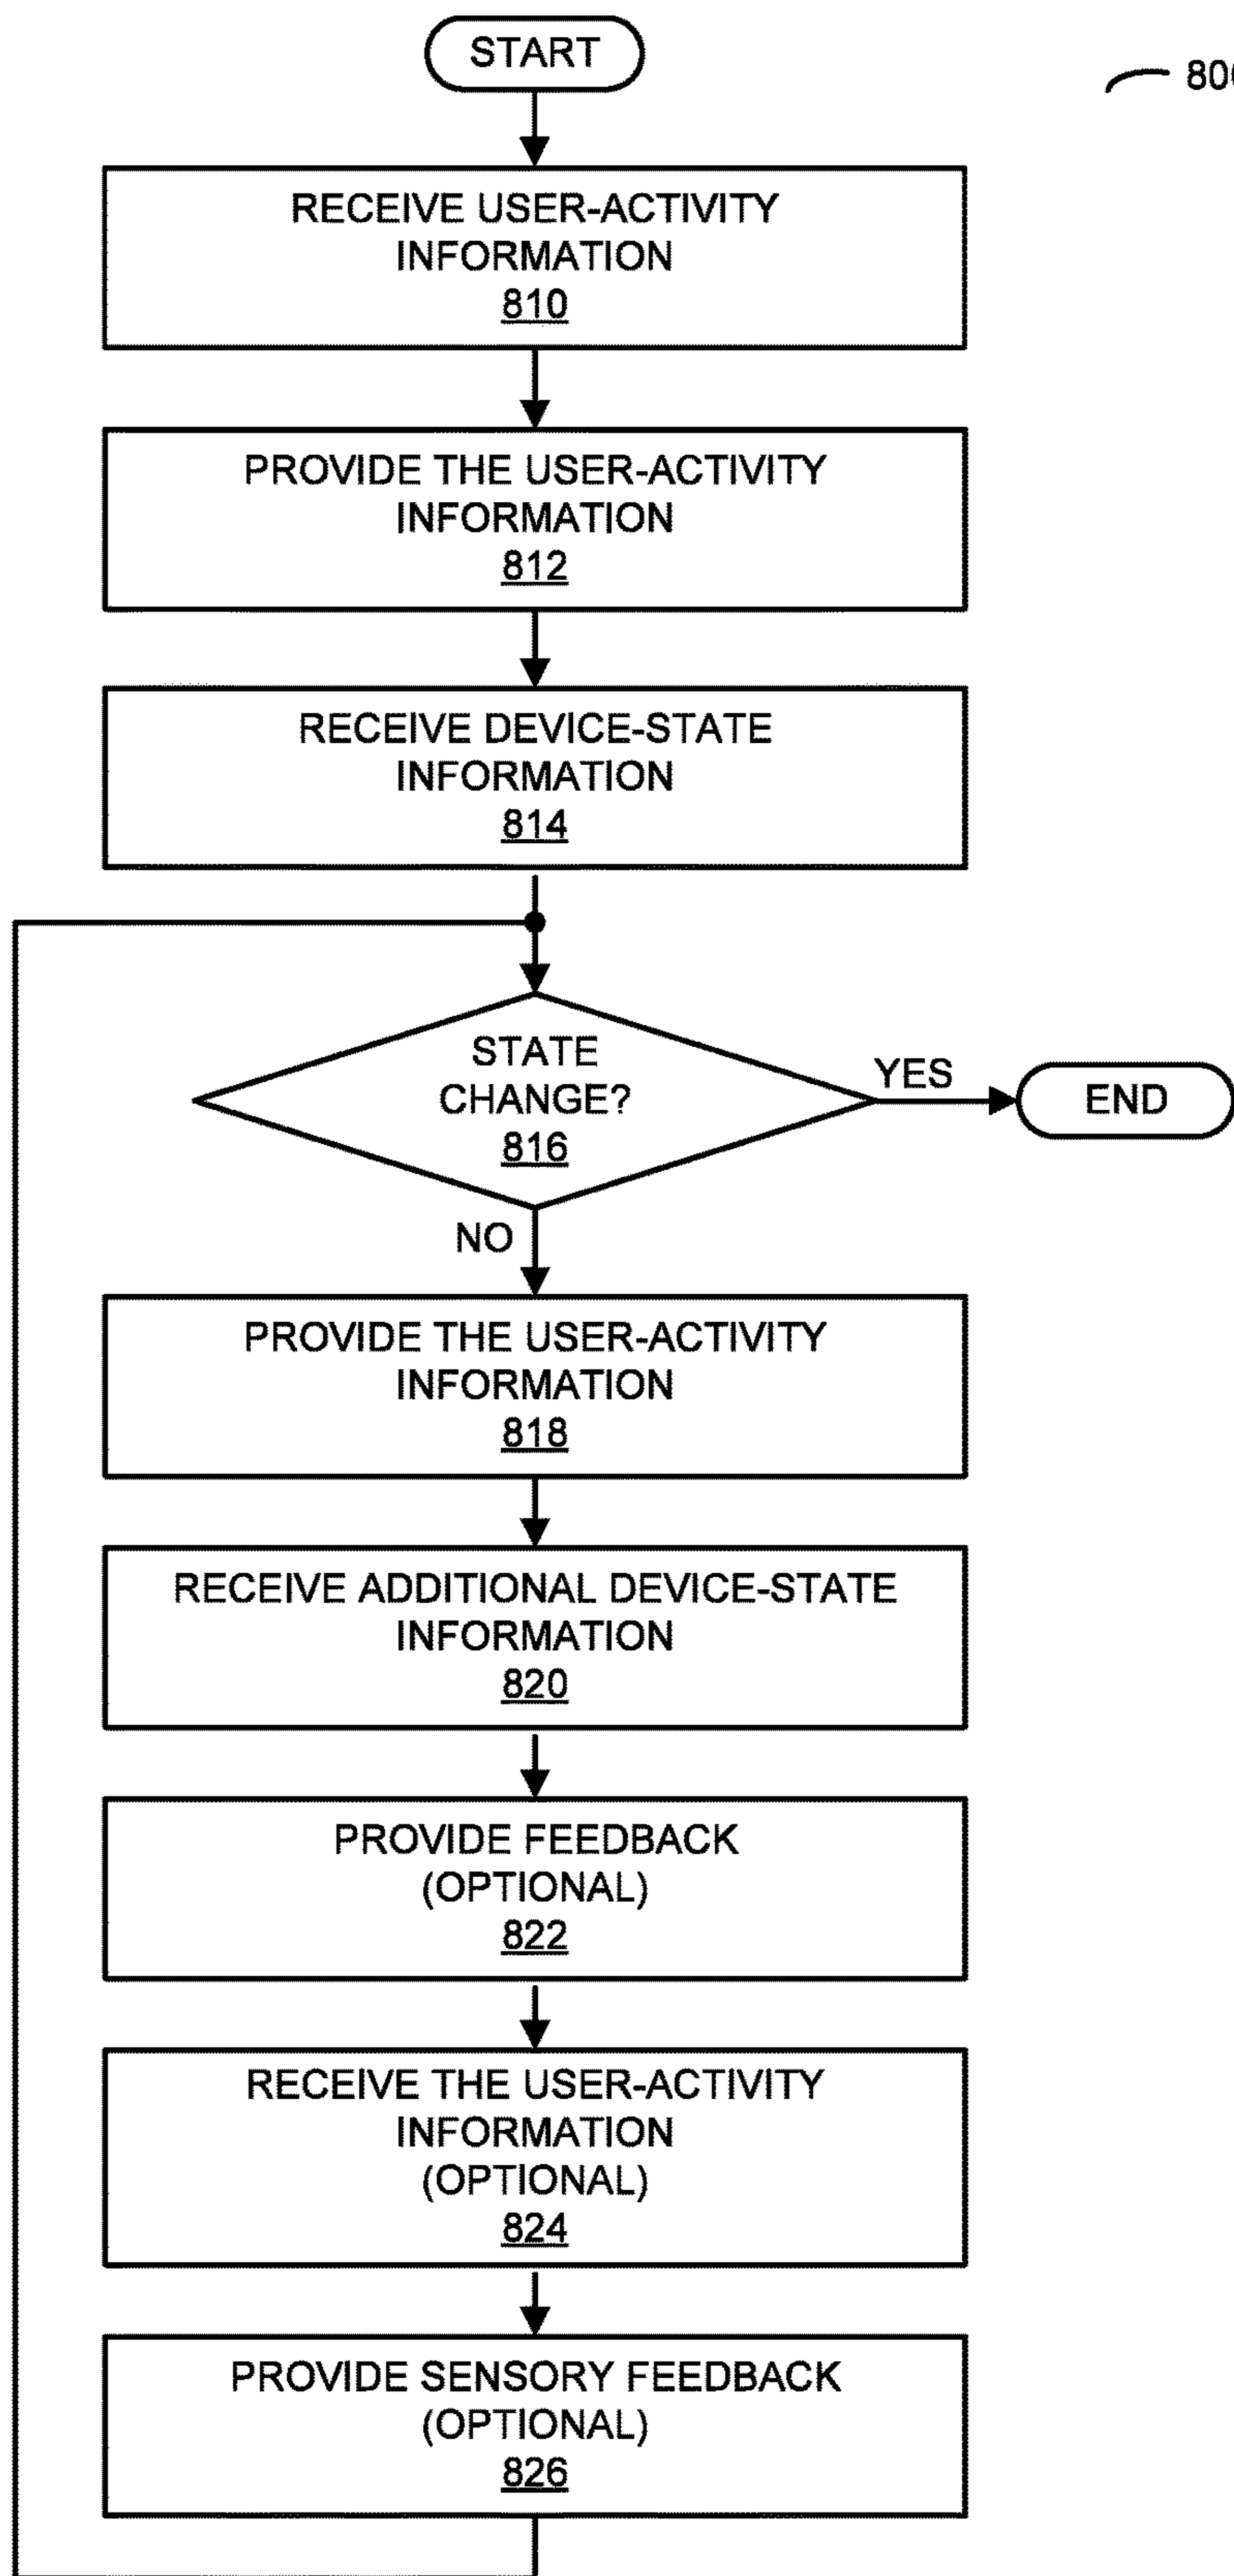 START
800
RECEIVE USER-ACTIVITY
INFORMATION
810
PROVIDE THE USER-ACTIVITY
INFORMATION
812
RECEIVE DEVICE-STATE
INFORMATION
814
STATE
CHANGE?
816
YES
END
NO
PROVIDE THE USER-ACTIVITY
INFORMATION
818
RECEIVE ADDITIONAL DEVICE-STATE
INFORMATION
820
PROVIDE FEEDBACK
(OPTIONAL)
822
RECEIVE THE USER-ACTIVITY
INFORMATION
(OPTIONAL)
824
PROVIDE SENSORY FEEDBACK
(OPTIONAL)
826